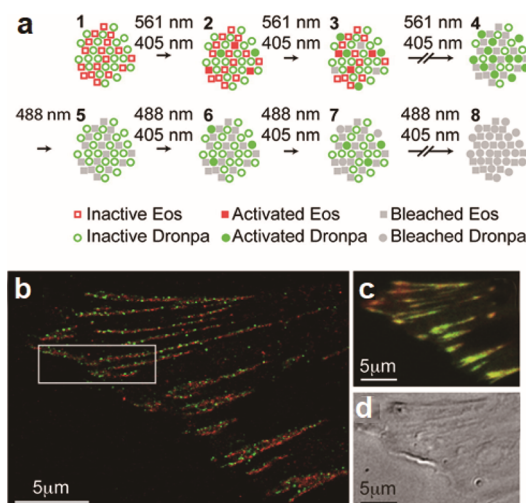 a
1 561 nm 2 561 nm 3 561 nm 4
405 nm 405 nm 405 nm
488 nm 5 488 nm 6 488 nm 7 488 nm 8
405 nm 405 nm 405 nm
Inactive Eos Activated Eos Bleached Eos
Inactive Dronpa Activated Dronpa Bleached Dronpa
b
5µm
c
5µm
d
5µm